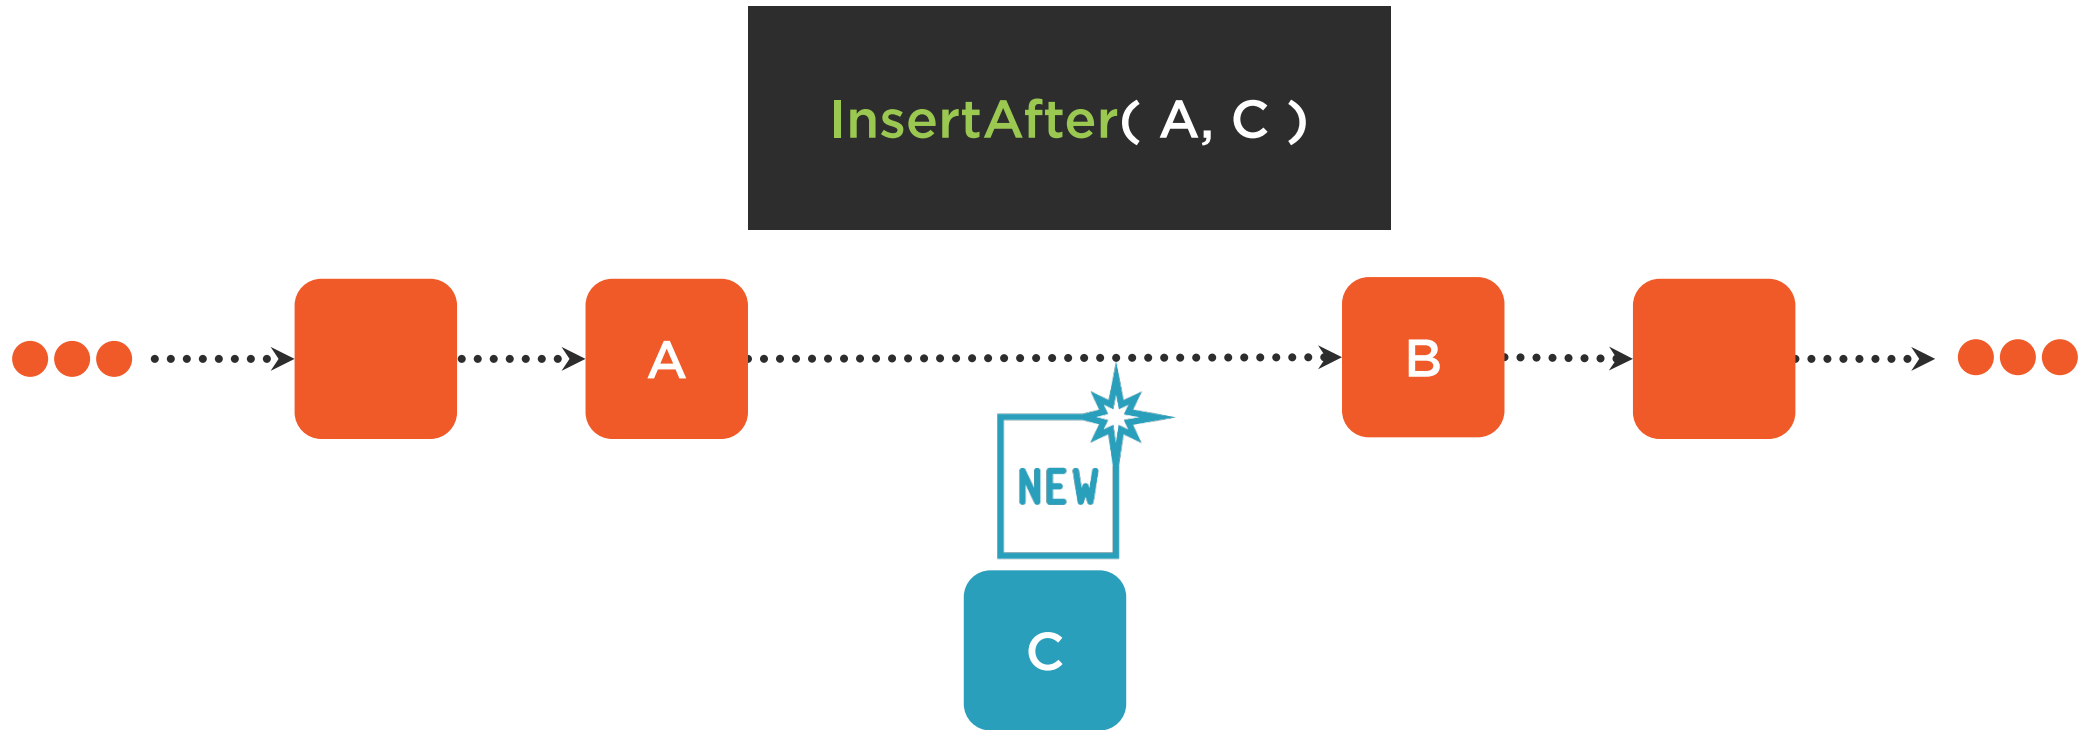 InsertAfter( A, C )
A
B
NEW
C